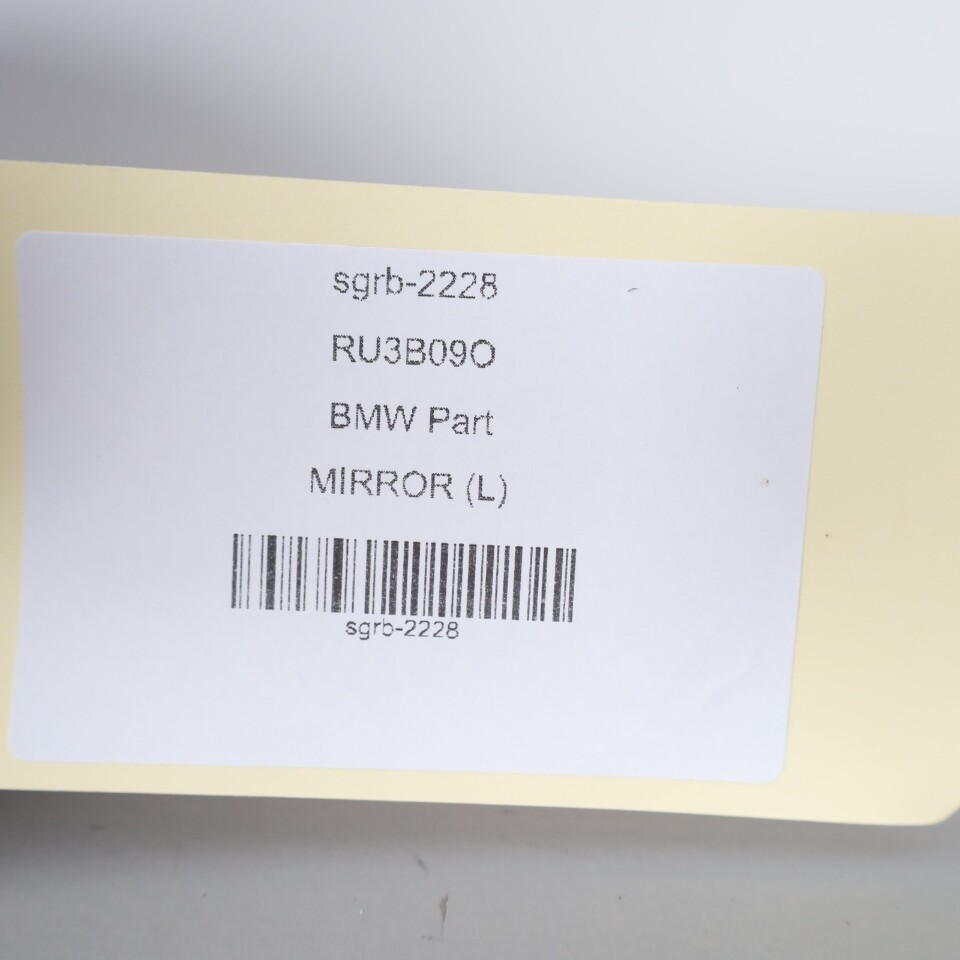 sgrb-2228
RU3B09O
BMW Part
MIRROR (L)
sgrb-2228